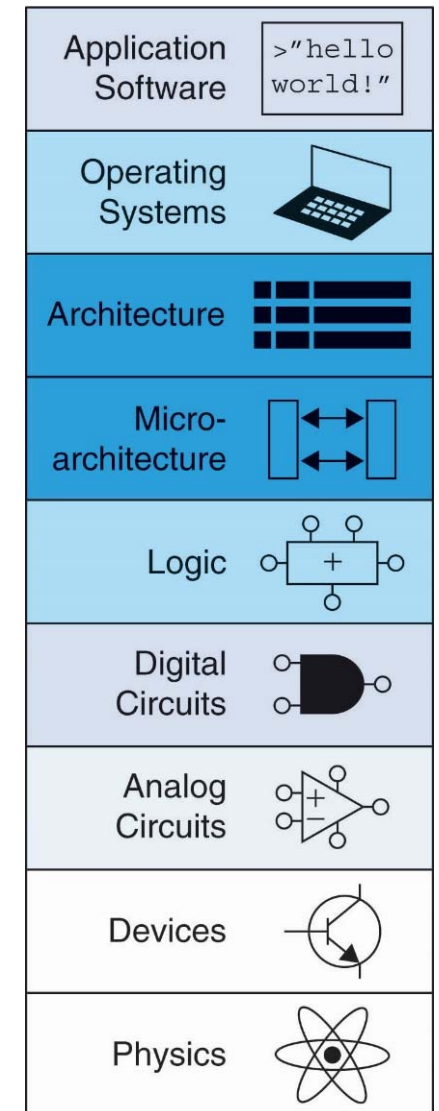 Application
Software
>"hello
world!"
Operating
Systems
Architecture
Micro-
architecture
Logic
+
Digital
Circuits
Analog
Circuits
+
−
Devices
Physics